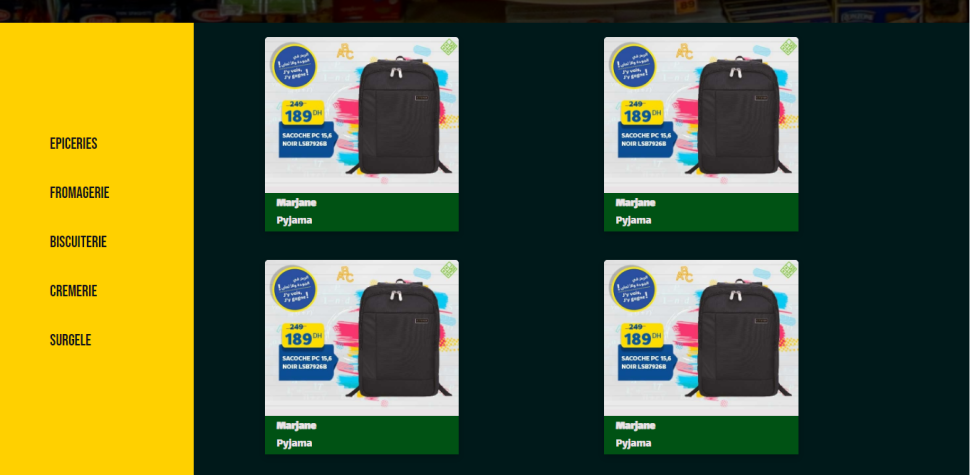 EPICERIES
FROMAGERIE
BISCUITERIE
CREMERIE
SURGELE
J'y vais,
J'y gagne!
249
189 DH
SACOCHE PC 15,6
NOIR LSB7926B
Marjane
Pyjama
J'y vais,
J'y gagne!
249
189 DH
SACOCHE PC 15,6
NOIR LSB7926B
Marjane
Pyjama
J'y vais,
J'y gagne!
249
189 DH
SACOCHE PC 15,6
NOIR LSB7926B
Marjane
Pyjama
J'y vais,
J'y gagne!
249
189 DH
SACOCHE PC 15,6
NOIR LSB7926B
Marjane
Pyjama